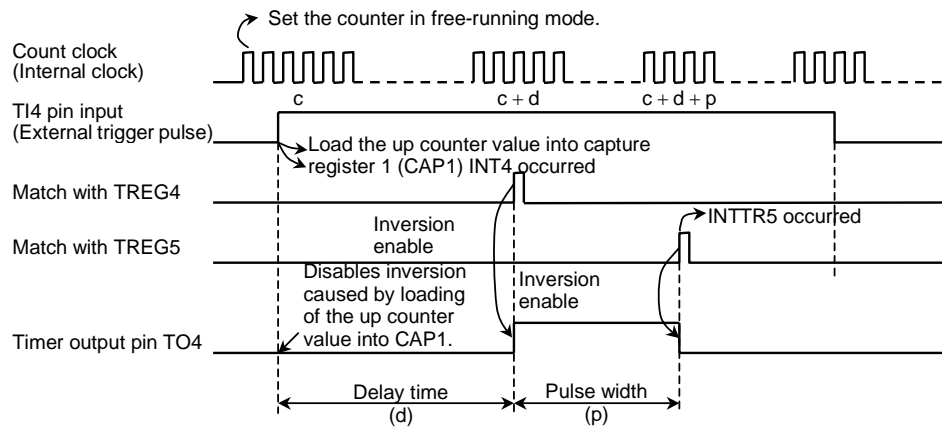 Set the counter in free-running mode.
Count clock
(Internal clock)
c
c + d
c + d + p
TI4 pin input
(External trigger pulse)
Load the up counter value into capture
register 1 (CAP1) INT4 occurred
Match with TREG4
Inversion
enable
INTTR5 occurred
Match with TREG5
Disables inversion
caused by loading
of the up counter
value into CAP1.
Inversion
enable
Timer output pin TO4
Delay time
(d)
Pulse width
(p)